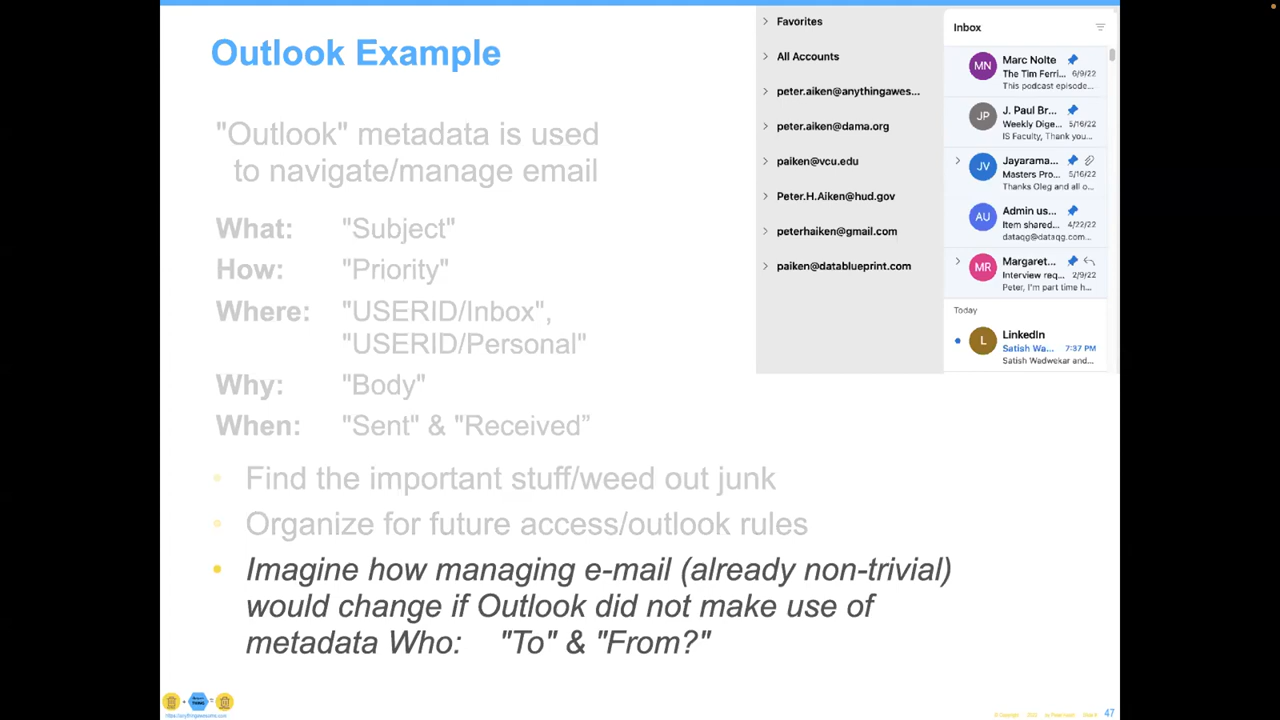 Outlook Example
"Outlook" metadata is used
to navigate/manage email
What: "Subject"
How: "Priority"
Where: "USERID/Inbox",
"USERID/Personal"
Why: "Body"
When: "Sent" & "Received”
• Find the important stuff/weed out junk
• Organize for future access/outlook rules
• Imagine how managing e-mail (already non-trivial)
would change if Outlook did not make use of
metadata Who: "To" & "From?"
Favorites
All Accounts
peter.aiken@anythingawes...
peter.aiken@dama.org
paiken@vcu.edu
Peter.H.Aiken@hud.gov
peterhaiken@gmail.com
paiken@datablueprint.com
Inbox
MN
Marc Nolte
The Tim Ferri... 6/9/22
This podcast episode...
JP
J. Paul Br...
Weekly Dige... 5/16/22
IS Faculty, Thank you...
JV
Jayarama...
Masters Pro... 5/16/22
Thanks Oleg and all o...
AU
Admin us...
Item shared... 4/22/22
dataqg@dataqg.com...
MR
Margaret...
Interview req... 2/9/22
Peter, I'm part time h...
Today
L
LinkedIn
Satish Wa... 7:37 PM
Satish Wadwekar and...
https://anythingawesome.com/
47